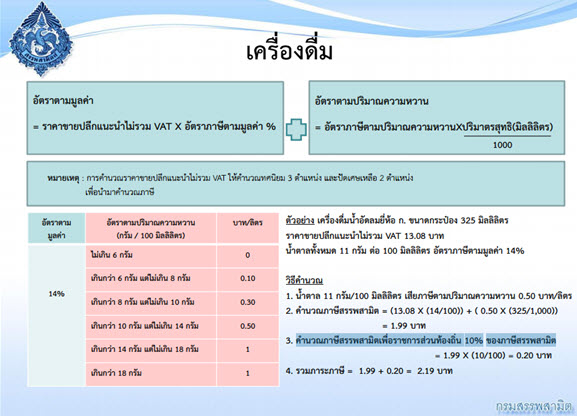 กรมสรรพสามิต
เครื่องดื่ม
อัตราตามมูลค่า
= ราคาขายปลีกแนะนำไม่รวม VAT X อัตราภาษีตามมูลค่า %
อัตราตามปริมาณความหวาน
= อัตราภาษีตามปริมาณความหวานXปริมาตรสุทธิ(มิลลิลิตร)
1000
หมายเหตุ : การคำนวณราคาขายปลีกแนะนำไม่รวม VAT ให้คำนวณทศนิยม 3 ตำแหน่ง และปัดเศษเหลือ 2 ตำแหน่ง
เพื่อนำมาคำนวณภาษี
อัตราตาม
มูลค่า
อัตราตามปริมาณความหวาน
(กรัม / 100 มิลลิลิตร)
บาท/ลิตร
14%
ไม่เกิน 6 กรัม 0
เกินกว่า 6 กรัม แต่ไม่เกิน 8 กรัม 0.10
เกินกว่า 8 กรัม แต่ไม่เกิน 10 กรัม 0.30
เกินกว่า 10 กรัม แต่ไม่เกิน 14 กรัม 0.50
เกินกว่า 14 กรัม แต่ไม่เกิน 18 กรัม 1
เกินกว่า 18 กรัม 1
ตัวอย่าง เครื่องดื่มน้ำอัดลมยี่ห้อ ก. ขนาดกระป๋อง 325 มิลลิลิตร
ราคาขายปลีกแนะนำไม่รวม VAT 13.08 บาท
น้ำตาลทั้งหมด 11 กรัม ต่อ 100 มิลลิลิตร อัตราภาษีตามมูลค่า 14%
วิธีคำนวณ
1. น้ำตาล 11 กรัม/100 มิลลิลิตร เสียภาษีตามปริมาณความหวาน 0.50 บาท/ลิตร
2. คำนวณภาษีสรรพสามิต = (13.08 X (14/100)) + ( 0.50 X (325/1,000))
= 1.99 บาท
3. คำนวณภาษีสรรพสามิตเพื่อราชการส่วนท้องถิ่น 10% ของภาษีสรรพสามิต
= 1.99 X (10/100) = 0.20 บาท
4. รวมภาระภาษี = 1.99 + 0.20 = 2.19 บาท
กรมสรรพสามิต